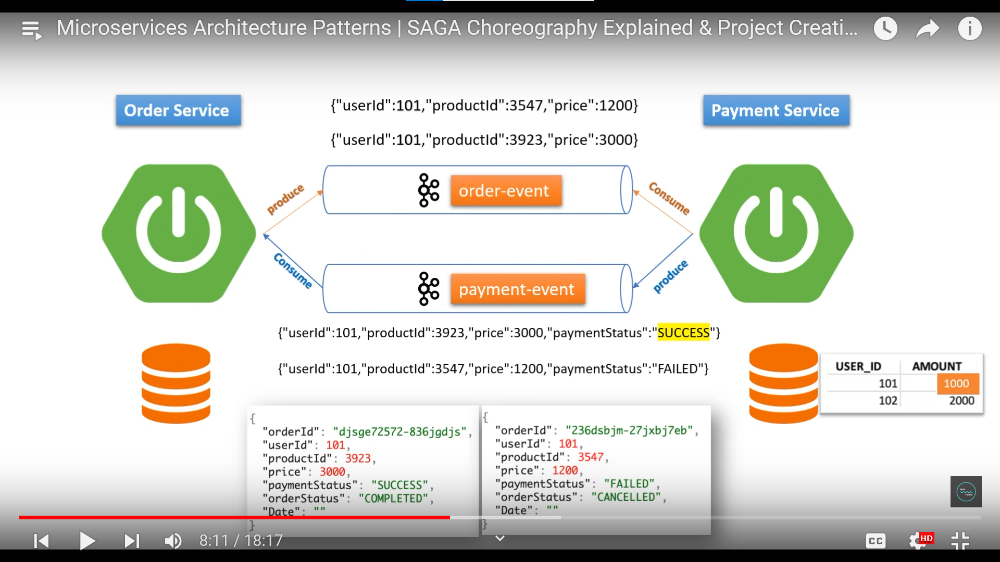 Microservices Architecture Patterns | SAGA Choreography Explained & Project Creati...
Order Service
{"userId":101,"productId":3547,"price":1200}
Payment Service
{"userId":101,"productId":3923,"price":3000}
produce
order-event
Consume
Consume
payment-event
produce
{"userId":101,"productId":3923,"price":3000,"paymentStatus":"SUCCESS"}
{"userId":101,"productId":3547,"price":1200,"paymentStatus":"FAILED"}
USER_ID AMOUNT
101 1000
102 2000
{
"orderId": "djsge72572-836jgdjs",
"userId": 101,
"productId": 3923,
"price": 3000,
"paymentStatus": "SUCCESS",
"orderStatus": "COMPLETED",
"Date": ""
}
{
"orderId": "236dsbjm-27jxbj7eb",
"userId": 101,
"productId": 3547,
"price": 1200,
"paymentStatus": "FAILED",
"orderStatus": "CANCELLED",
"Date": ""
}
Java
Techie
8:11 / 18:17
CC
HD